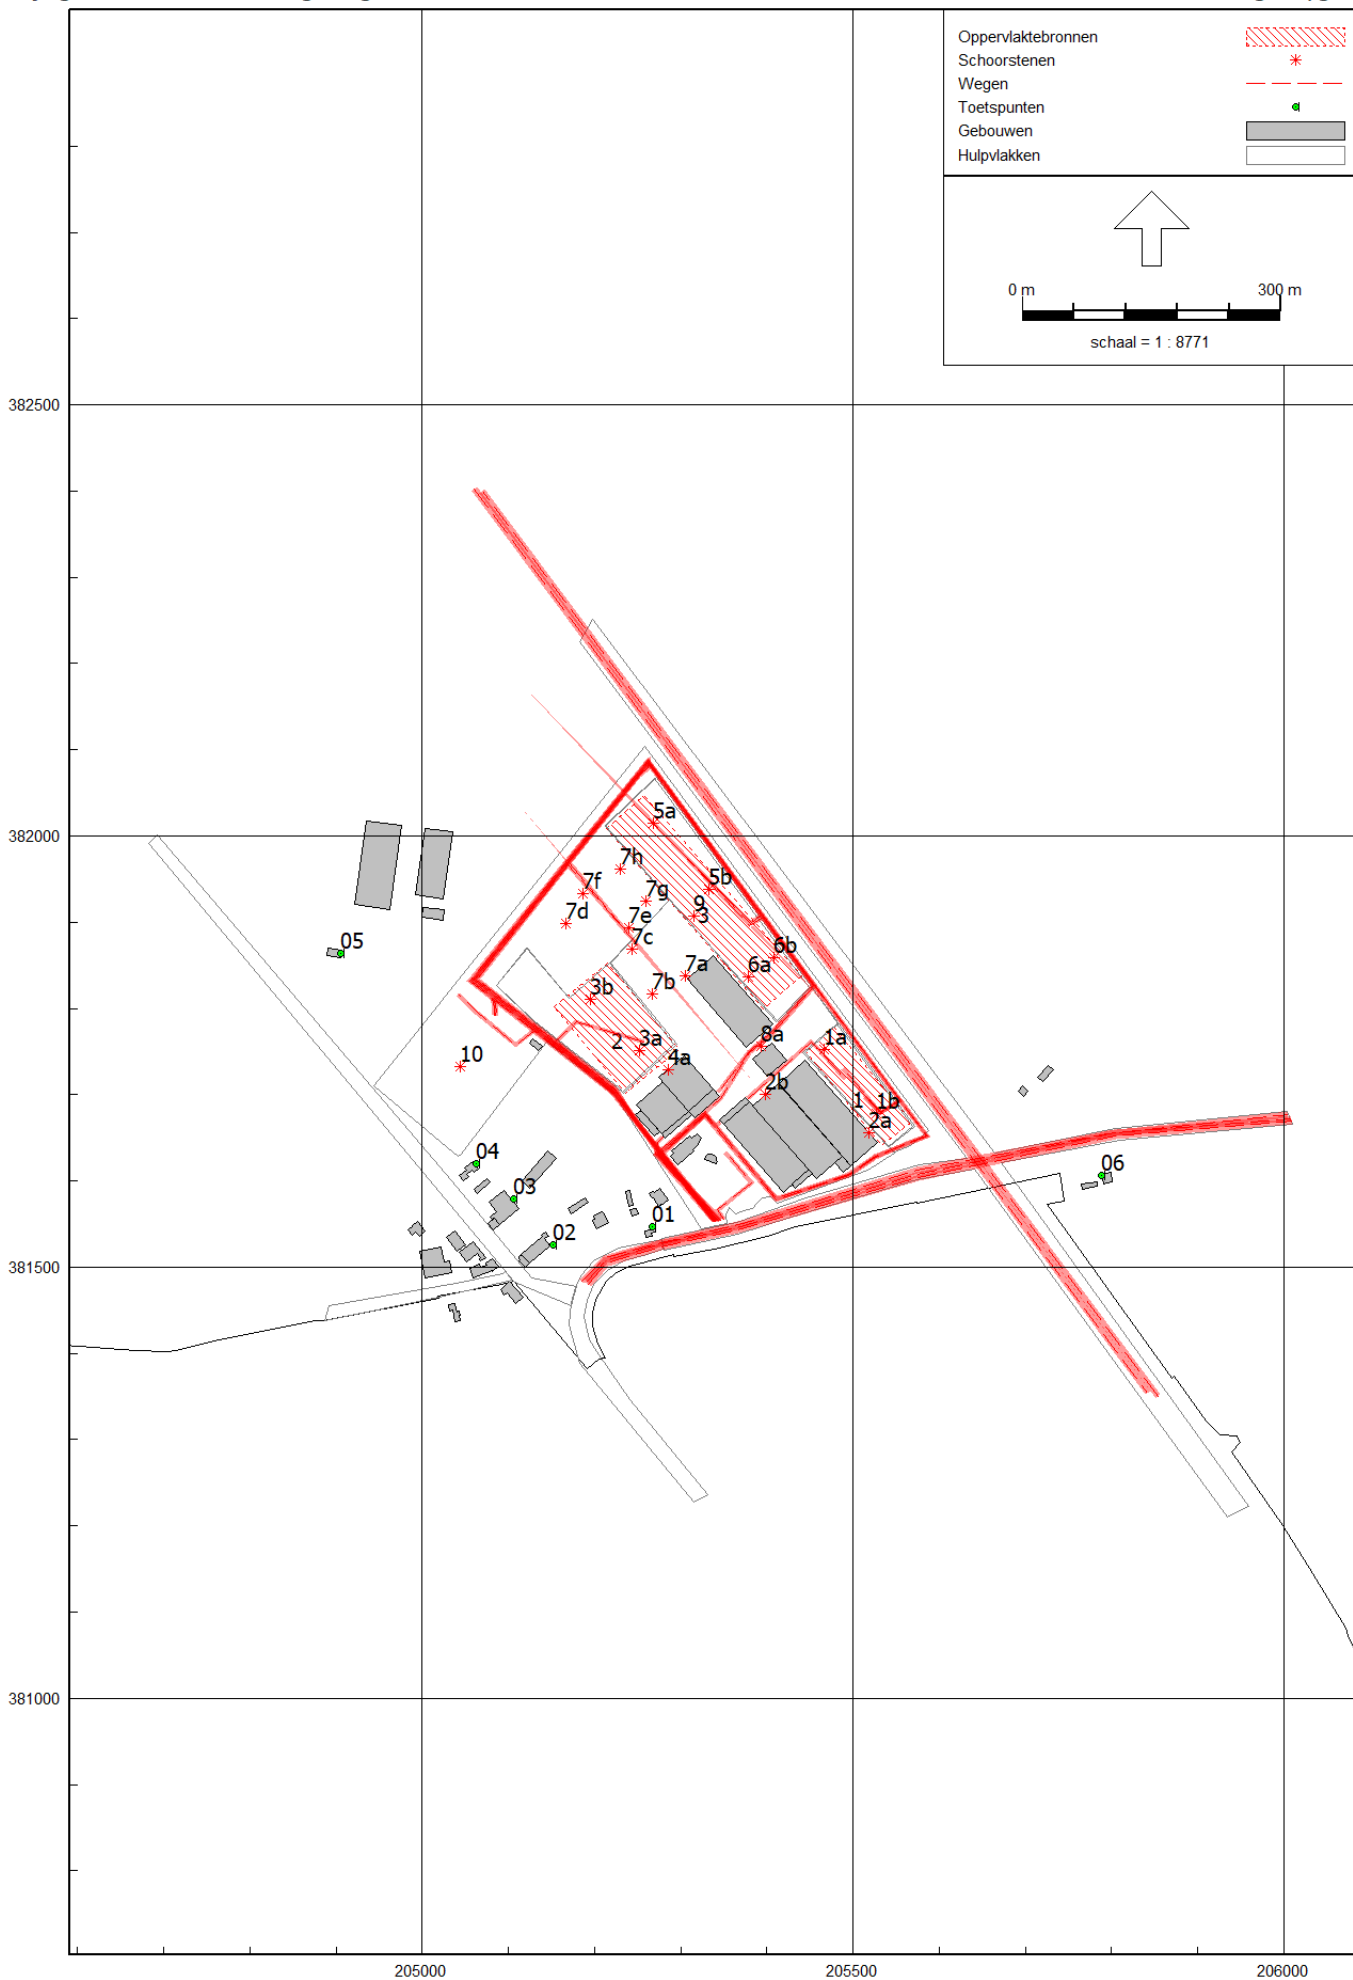 Oppervlaktebronnen
Schoorstenen
Wegen
Toetspunten
Gebouwen
Hulpvlakken
0 m 300 m
schaal = 1 : 8771
382500
5a
382000
7h
7f
5b
7g
9
7d
3
7e
7c
6b
05
7a
6a
7b
3b
8a
1a
2
3a
10
4a
2b
1
1b
2a
04
06
03
01
02
381500
381000
205000 205500 206000